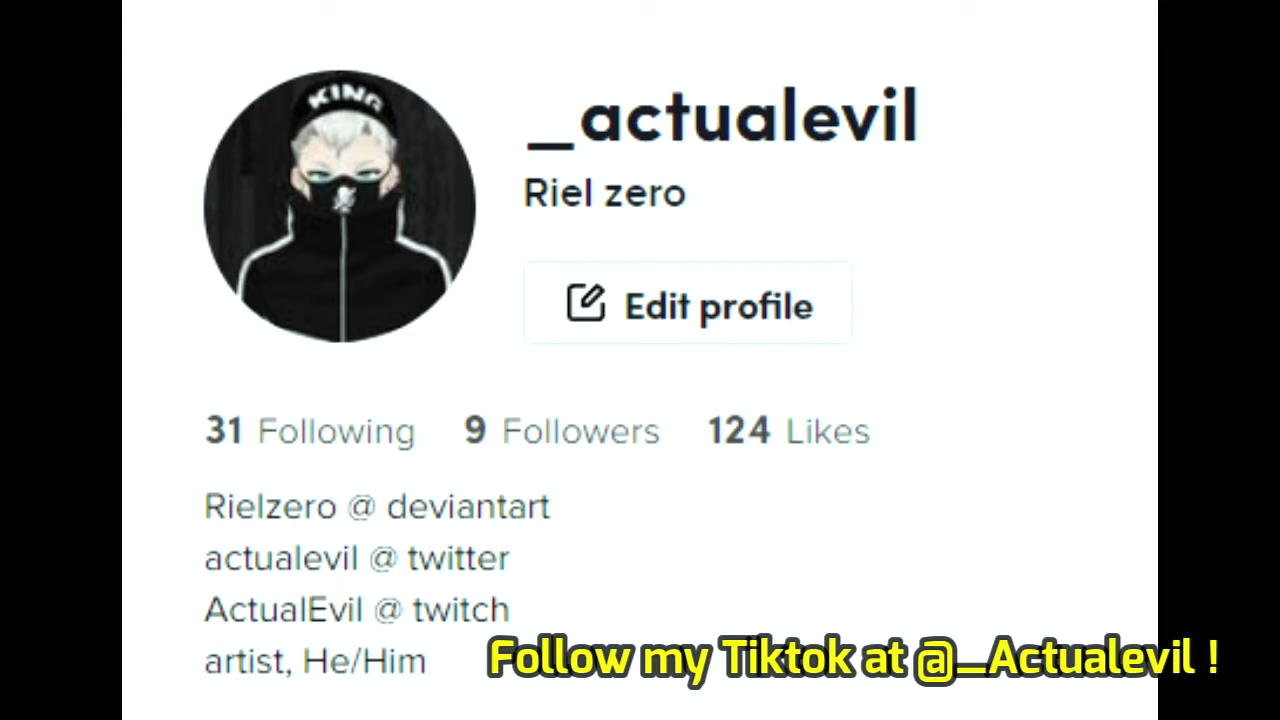 KING
_actualevil
Riel zero
Edit profile
31 Following 9 Followers 124 Likes
Rielzero @ deviantart
actualevil @ twitter
ActualEvil @ twitch
artist, He/Him
Follow my Tiktok at @_Actualevil !